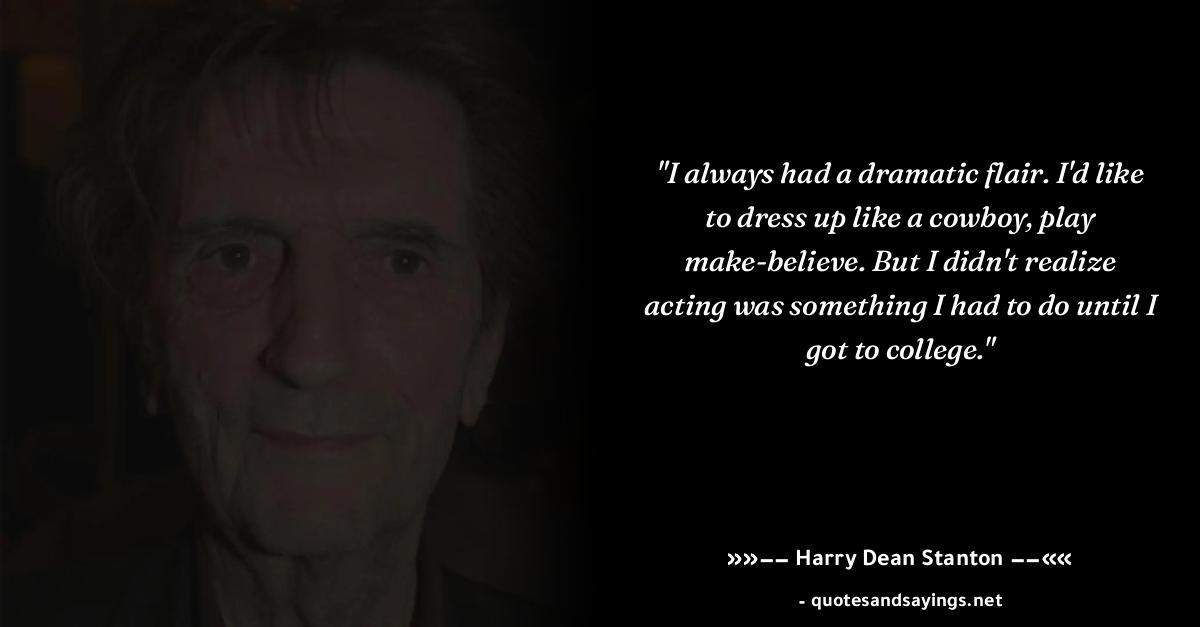 "I always had a dramatic flair. I'd like
to dress up like a cowboy, play
make-believe. But I didn't realize
acting was something I had to do until I
got to college."
»»−− Harry Dean Stanton −−««
- quotesandsayings.net